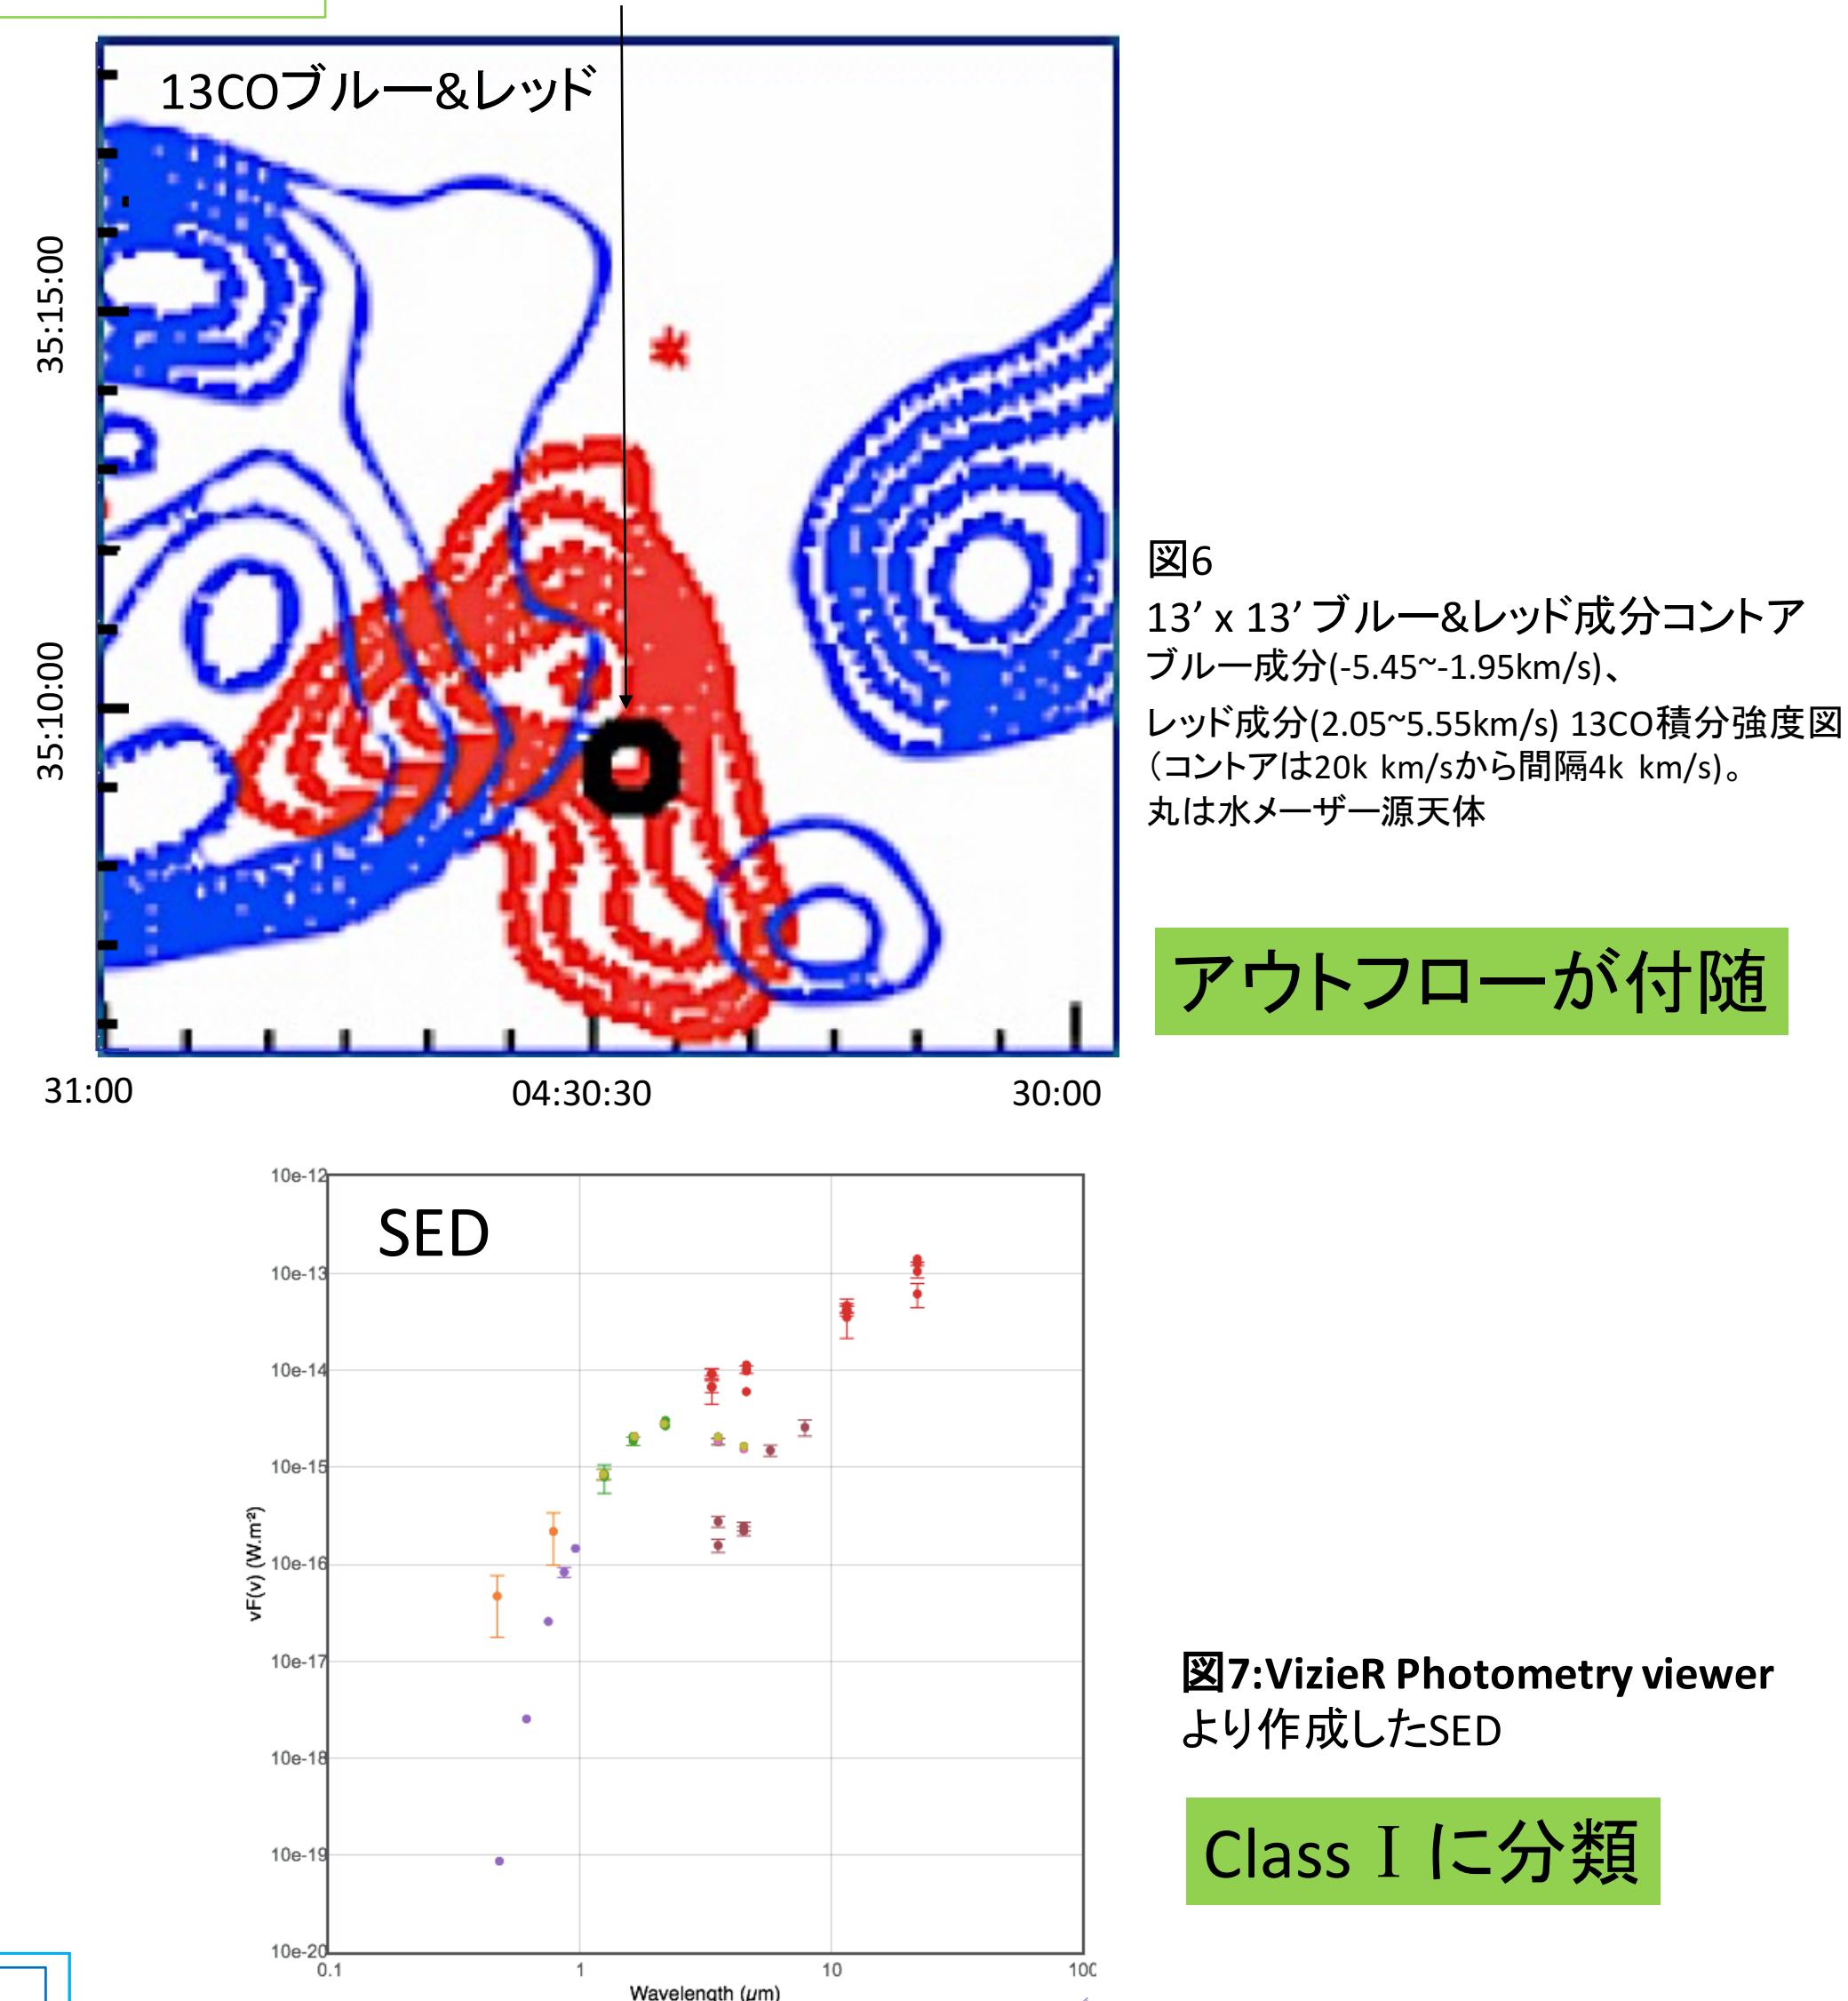 13COブルー&レッド
35:15:00
35:10:00
31:00
04:30:30
30:00
図6
13’ x 13’ ブルー&レッド成分コントア
ブルー成分(-5.45~-1.95km/s)、
レッド成分(2.05~5.55km/s) 13CO積分強度図
（コントアは20k km/sから間隔4k km/s)。
丸は水メーザー源天体
アウトフローが付随
SED
10e-12
10e-13
10e-14
10e-15
10e-16
10e-17
10e-18
10e-19
10e-20
νF(ν) (W.m⁻²)
0.1
1
10
100
Wavelength (μm)
図7:VizieR Photometry viewer
より作成したSED
Class Ⅰ に分類